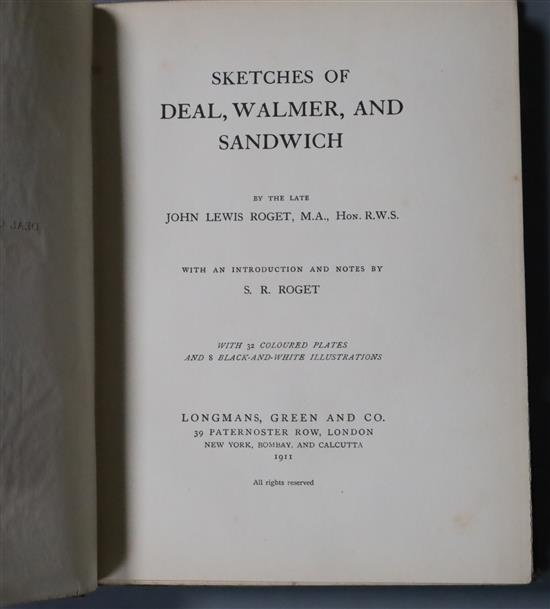 SKETCHES OF
DEAL, WALMER, AND
SANDWICH
BY THE LATE
JOHN LEWIS ROGET, M.A., HON. R.W.S.
WITH AN INTRODUCTION AND NOTES BY
S. R. ROGET
WITH 32 COLOURED PLATES
AND 8 BLACK-AND-WHITE ILLUSTRATIONS
LONGMANS, GREEN AND CO.
39 PATERNOSTER ROW, LONDON
NEW YORK, BOMBAY, AND CALCUTTA
1911
All rights reserved